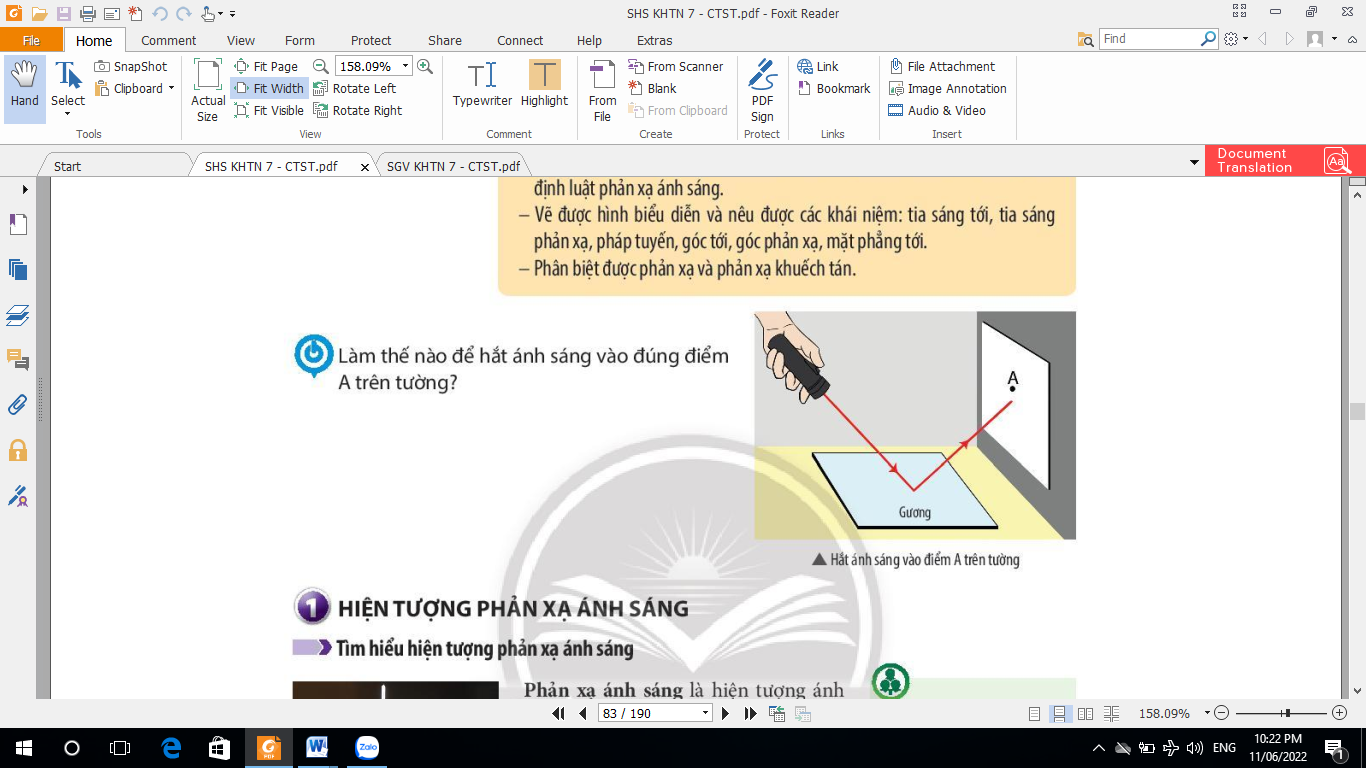 SHS KHTN 7 - CTST.pdf - Foxit Reader
File Home Comment View Form Protect Share Connect Help Extras Find
Hand
Select
SnapShot
Clipboard
Tools
Actual Size
Fit Page
Fit Width
Fit Visible
158.09%
Rotate Left
Rotate Right
View
Typewriter
Highlight
Comment
From File
From Scanner
Blank
From Clipboard
Create
PDF Sign
Protect
Link
Bookmark
Links
File Attachment
Image Annotation
Audio & Video
Insert
Start
SHS KHTN 7 - CTST.pdf
SGV KHTN 7 - CTST.pdf
Document
Translation
định luật phản xạ ánh sáng.
– Vẽ được hình biểu diễn và nêu được các khái niệm: tia sáng tới, tia sáng
phản xạ, pháp tuyến, góc tới, góc phản xạ, mặt phẳng tới.
– Phân biệt được phản xạ và phản xạ khuếch tán.
Làm thế nào để hắt ánh sáng vào đúng điểm
A trên tường?
A
Gương
▲ Hắt ánh sáng vào điểm A trên tường
1 HIỆN TƯỢNG PHẢN XẠ ÁNH SÁNG
Tìm hiểu hiện tượng phản xạ ánh sáng
Phản xạ ánh sáng là hiện tượng ánh
83 / 190
158.09%
PDF
W
Zalo
ENG
10:22 PM
11/06/2022
1